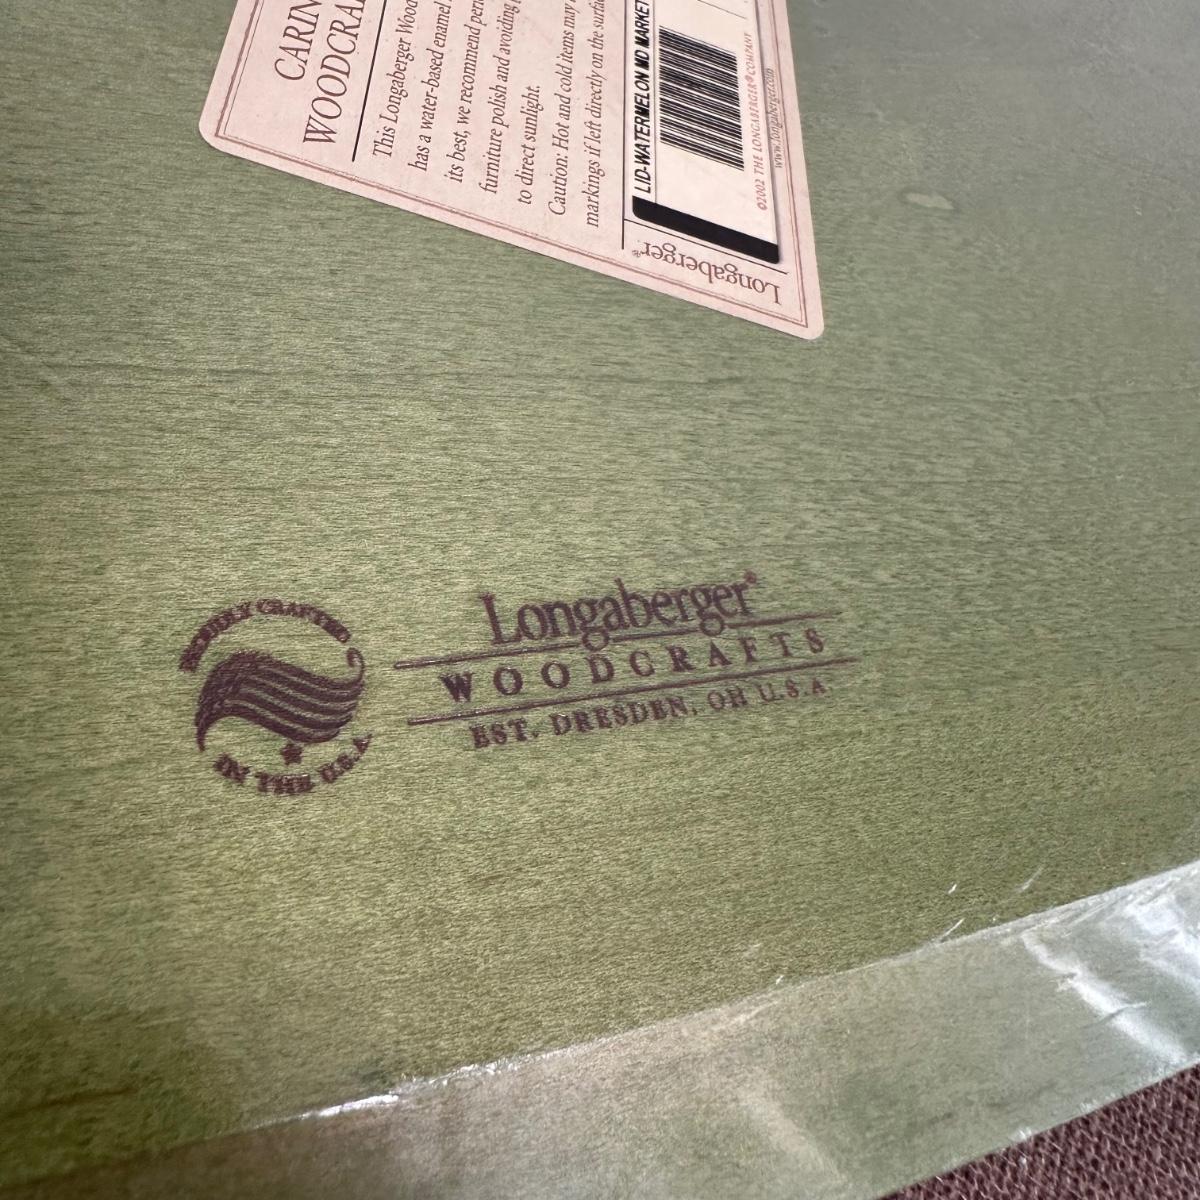 CARIN
WOODCRA
This Longaberger Wood
has a water-based enamel
its best, we recommend peri
furniture polish and avoiding
to direct sunlight.
Caution: Hot and cold items may
markings if left directly on the surfa
LID-WATERMELON MD MARKET
©2002 THE LONGABERGER® COMPANY
www.longaberger.com
Longaberger®
PROUDLY CRAFTED
IN THE U.S.A
Longaberger®
WOODCRAFTS
EST. DRESDEN, OH U.S.A.